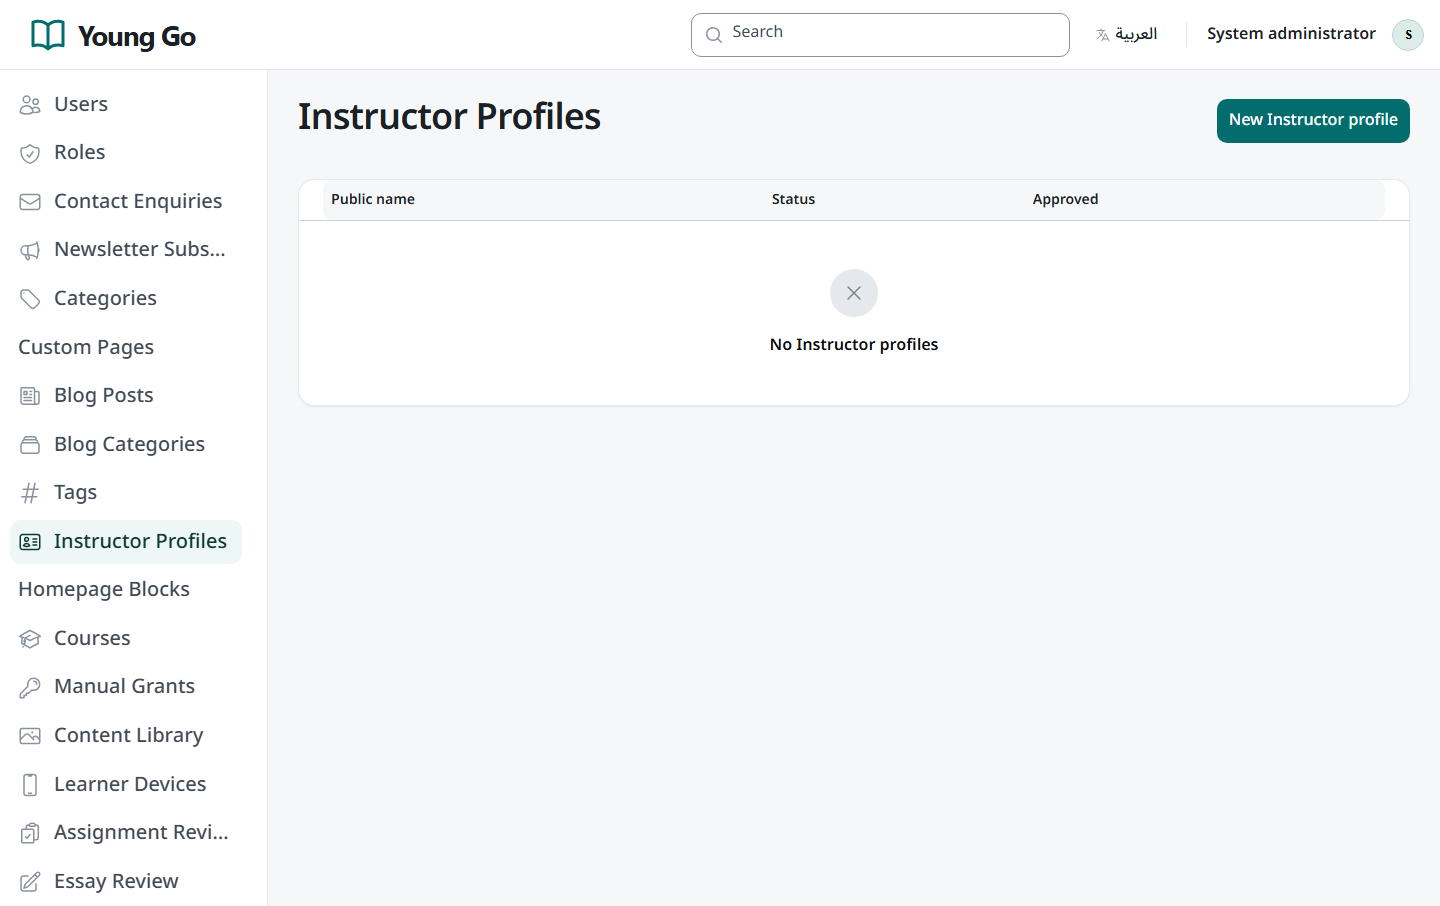 Young Go
Search
العربية
System administrator
s
Users
Roles
Contact Enquiries
Newsletter Subs...
Categories
Custom Pages
Blog Posts
Blog Categories
Tags
Instructor Profiles
Homepage Blocks
Courses
Manual Grants
Content Library
Learner Devices
Assignment Revi...
Essay Review
Instructor Profiles
New Instructor profile
Public name
Status
Approved
No Instructor profiles